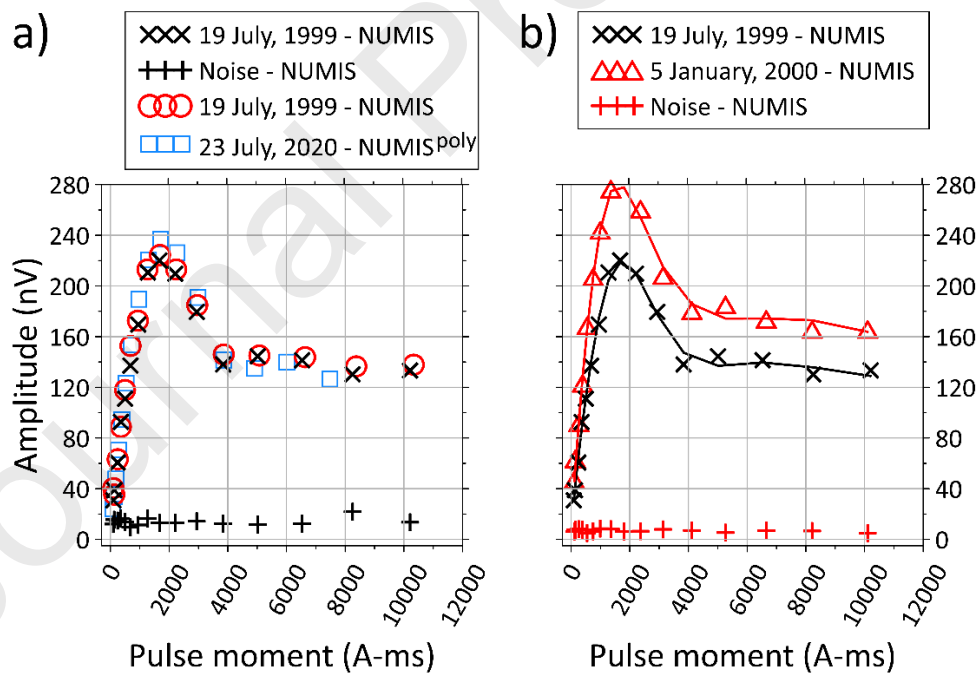 a)
19 July, 1999 - NUMIS
Noise - NUMIS
19 July, 1999 - NUMIS
23 July, 2020 - NUMISpoly
280
240
200
160
120
80
40
0
Amplitude (nV)
0 2000 4000 6000 8000 10000 12000
Pulse moment (A-ms)
b)
19 July, 1999 - NUMIS
5 January, 2000 - NUMIS
Noise - NUMIS
280
240
200
160
120
80
40
0
0 2000 4000 6000 8000 10000 12000
Pulse moment (A-ms)
Journal Pr